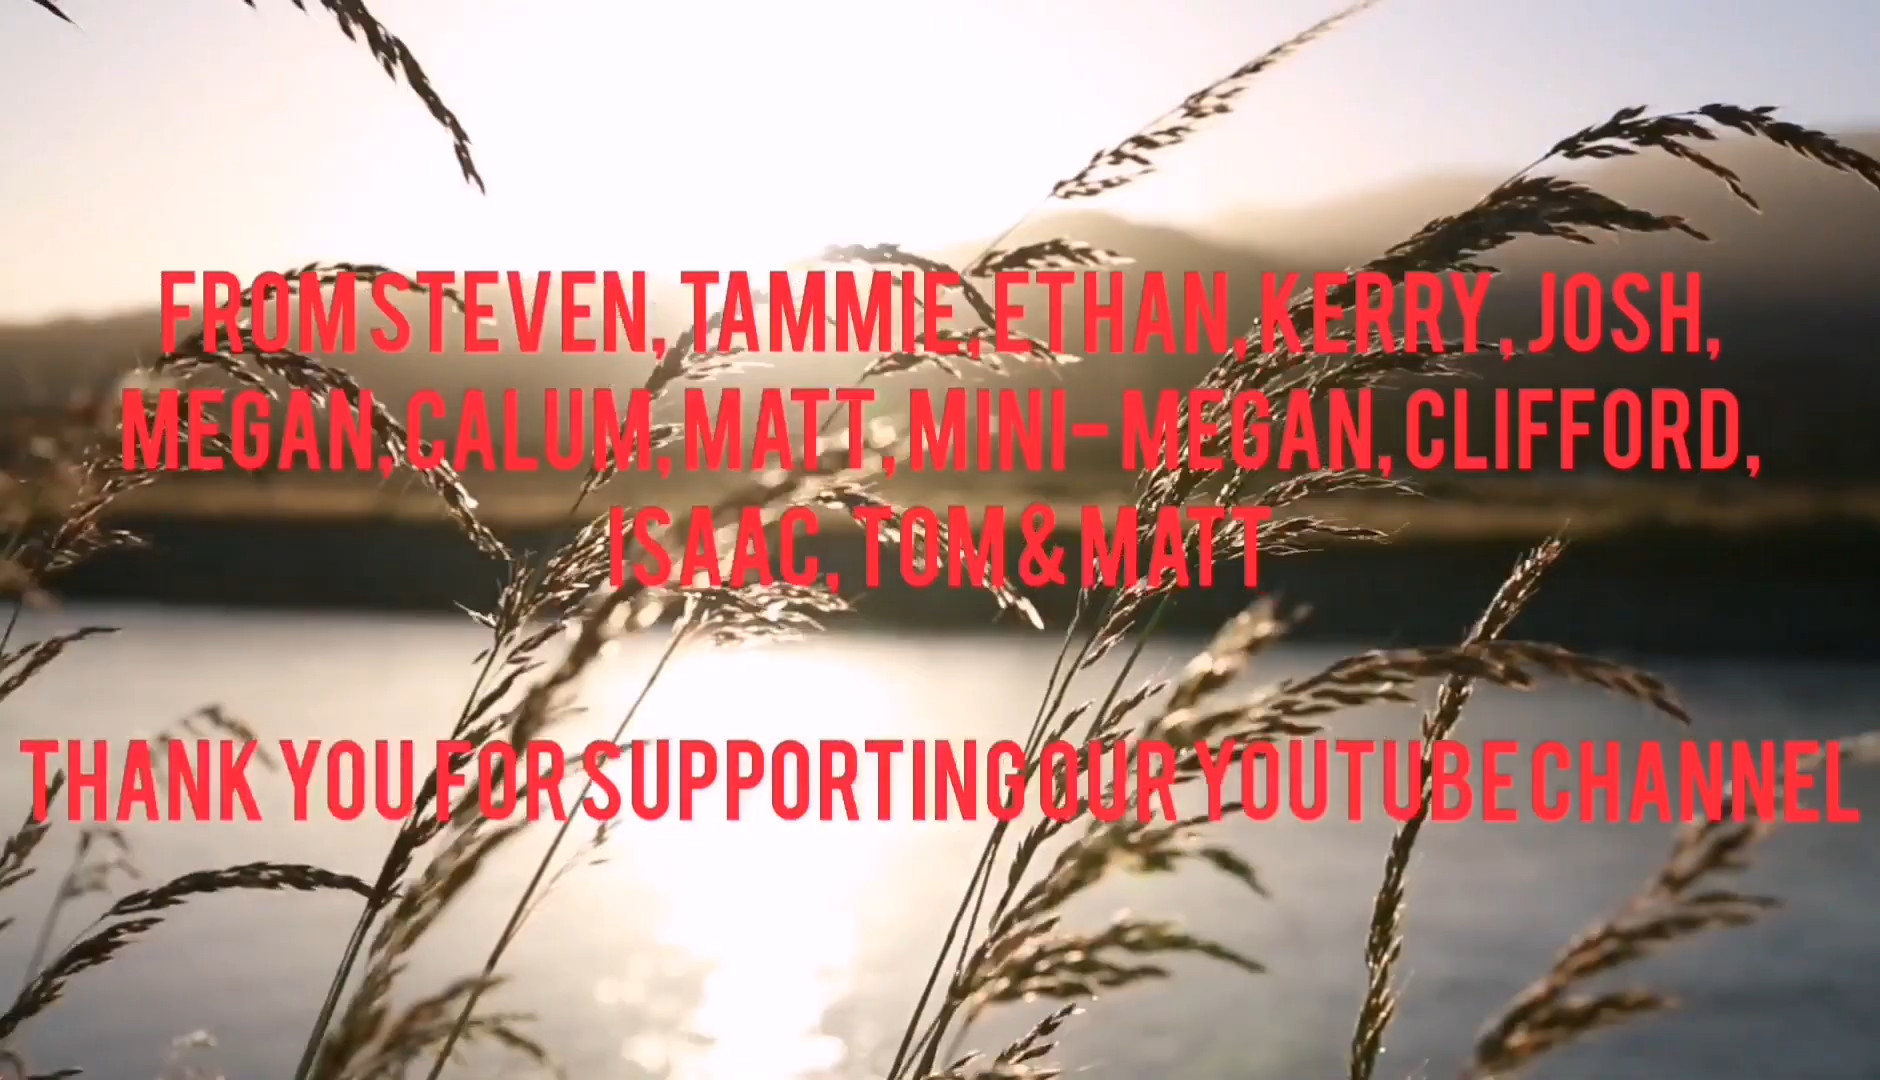 FROM STEVEN, TAMMIE, ETHAN, KERRY, JOSH,
MEGAN, CALUM, MATT, MINI-MEGAN, CLIFFORD,
ISAAC, TOM & MATT
THANK YOU FOR SUPPORTING OUR YOUTUBE CHANNEL